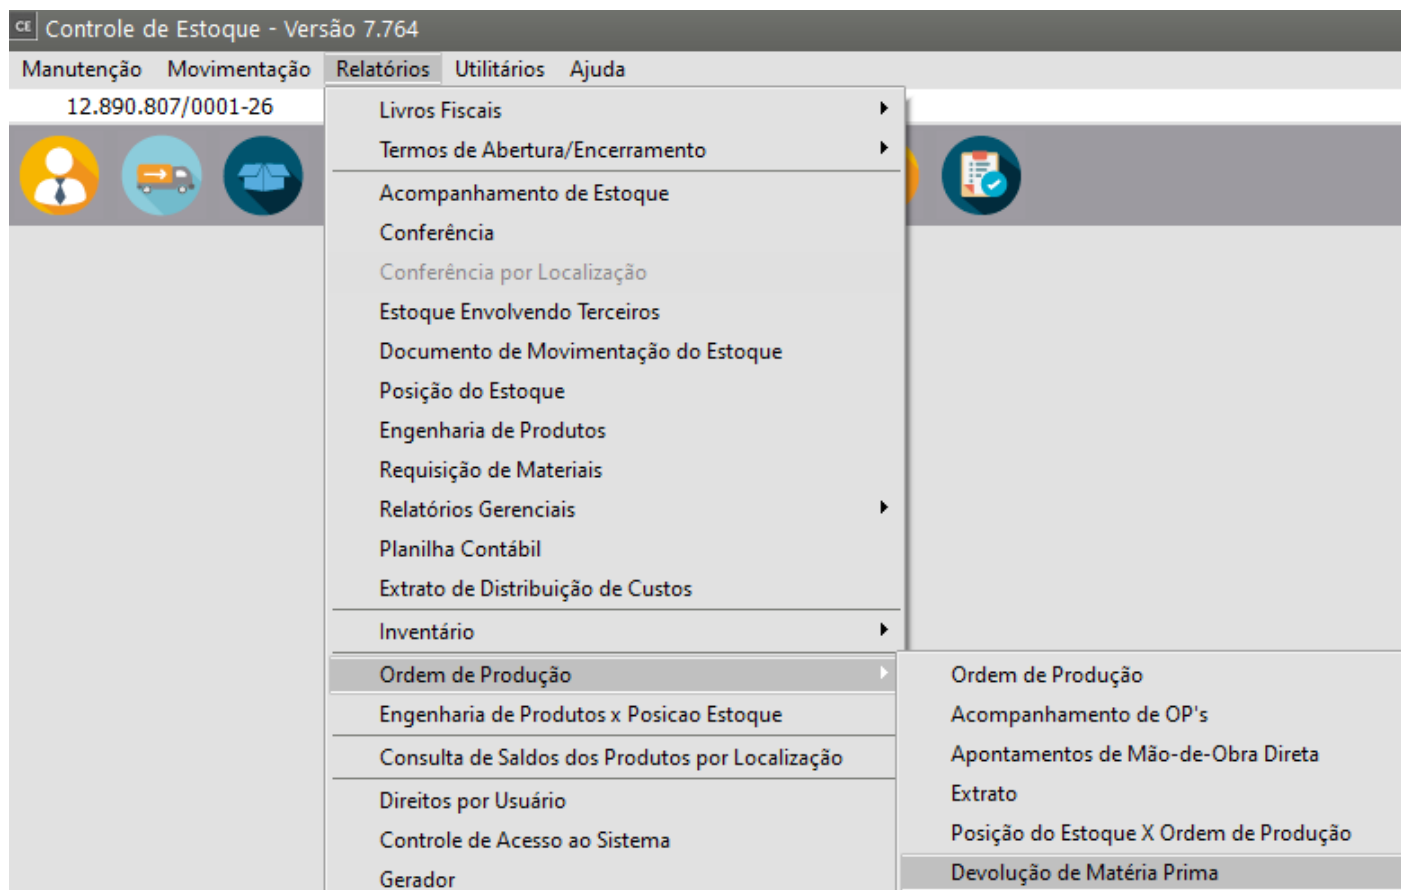 CE Controle de Estoque - Versão 7.764
Manutenção Movimentação Relatórios Utilitários Ajuda
12.890.807/0001-26
Livros Fiscais
Termos de Abertura/Encerramento
Acompanhamento de Estoque
Conferência
Conferência por Localização
Estoque Envolvendo Terceiros
Documento de Movimentação do Estoque
Posição do Estoque
Engenharia de Produtos
Requisição de Materiais
Relatórios Gerenciais
Planilha Contábil
Extrato de Distribuição de Custos
Inventário
Ordem de Produção
Engenharia de Produtos x Posicao Estoque
Consulta de Saldos dos Produtos por Localização
Direitos por Usuário
Controle de Acesso ao Sistema
Gerador
Ordem de Produção
Acompanhamento de OP's
Apontamentos de Mão-de-Obra Direta
Extrato
Posição do Estoque X Ordem de Produção
Devolução de Matéria Prima